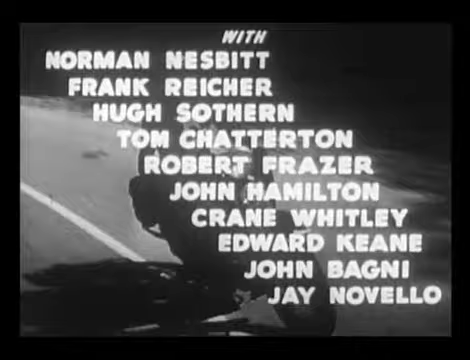 WITH
NORMAN NESBITT
FRANK REICHER
HUGH SOTHERN
TOM CHATTERTON
ROBERT FRAZER
JOHN HAMILTON
CRANE WHITLEY
EDWARD KEANE
JOHN BAGNI
JAY NOVELLO